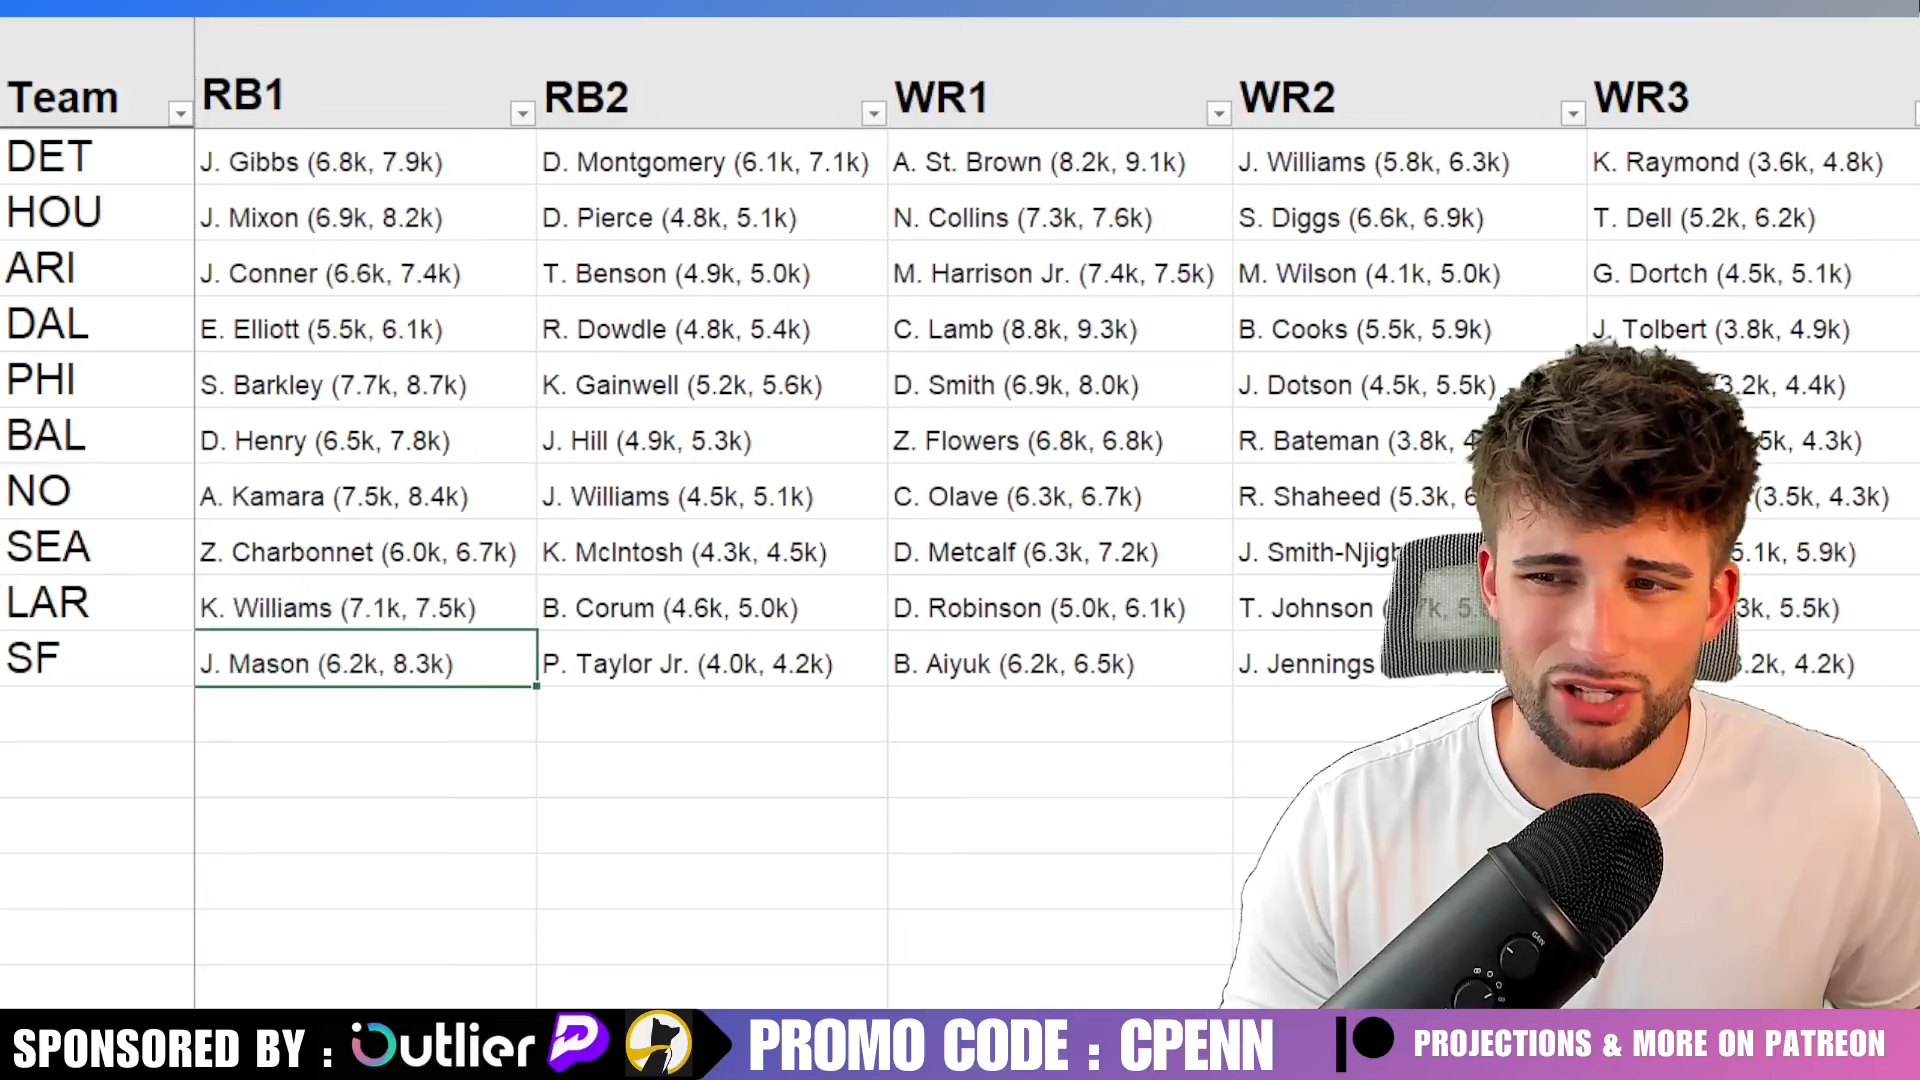 Team RB1 RB2 WR1 WR2 WR3
DET J. Gibbs (6.8k, 7.9k) D. Montgomery (6.1k, 7.1k) A. St. Brown (8.2k, 9.1k) J. Williams (5.8k, 6.3k) K. Raymond (3.6k, 4.8k)
HOU J. Mixon (6.9k, 8.2k) D. Pierce (4.8k, 5.1k) N. Collins (7.3k, 7.6k) S. Diggs (6.6k, 6.9k) T. Dell (5.2k, 6.2k)
ARI J. Conner (6.6k, 7.4k) T. Benson (4.9k, 5.0k) M. Harrison Jr. (7.4k, 7.5k) M. Wilson (4.1k, 5.0k) G. Dortch (4.5k, 5.1k)
DAL E. Elliott (5.5k, 6.1k) R. Dowdle (4.8k, 5.4k) C. Lamb (8.8k, 9.3k) B. Cooks (5.5k, 5.9k) J. Tolbert (3.8k, 4.9k)
PHI S. Barkley (7.7k, 8.7k) K. Gainwell (5.2k, 5.6k) D. Smith (6.9k, 8.0k) J. Dotson (4.5k, 5.5k) 4.4k)
BAL D. Henry (6.5k, 7.8k) J. Hill (4.9k, 5.3k) Z. Flowers (6.8k, 6.8k) R. Bateman (3.8k, 4.3k)
NO A. Kamara (7.5k, 8.4k) J. Williams (4.5k, 5.1k) C. Olave (6.3k, 6.7k) R. Shaheed (5.3k, (3.5k, 4.3k)
SEA Z. Charbonnet (6.0k, 6.7k) K. McIntosh (4.3k, 4.5k) D. Metcalf (6.3k, 7.2k) J. 5.9k)
LAR K. Williams (7.1k, 7.5k) B. Corum (4.6k, 5.0k) D. Robinson (5.0k, 6.1k) T. Johnson 5.5k)
SF J. Mason (6.2k, 8.3k) P. Taylor Jr. (4.0k, 4.2k) B. Aiyuk (6.2k, 6.5k) J. Jennings 4.2k)
GAIN
SPONSORED BY : Outlier P PROMO CODE : CPENN PROJECTIONS & MORE ON PATREON